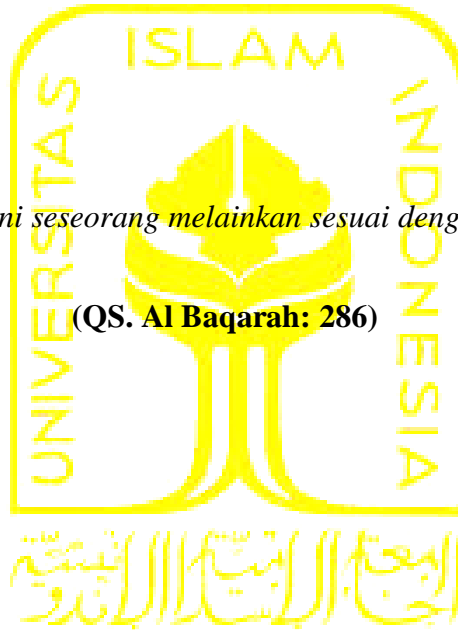 ISLAM
UNIVERSITAS
INDONESIA
ni seseorang melainkan sesuai deng
(QS. Al Baqarah: 286)